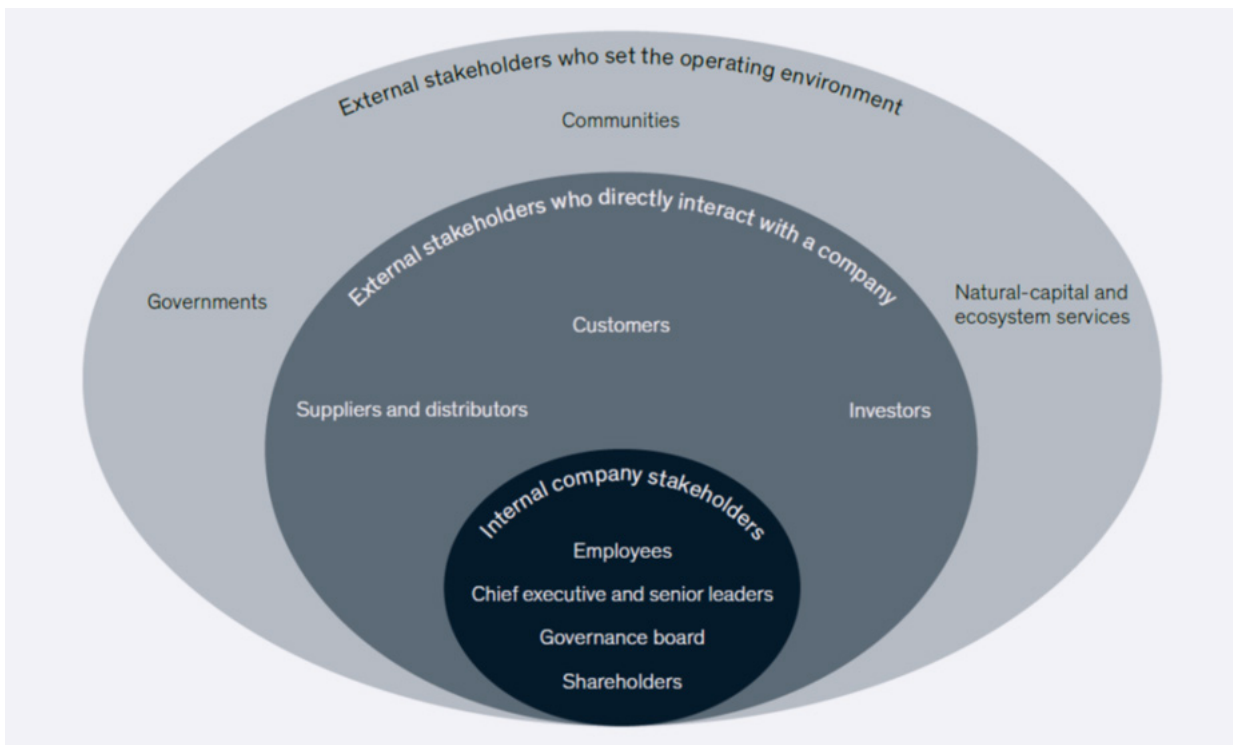 External stakeholders who set the operating environment
Communities
External stakeholders who directly interact with a company
Governments
Natural-capital and
ecosystem services
Customers
Suppliers and distributors
Investors
Internal company stakeholders
Employees
Chief executive and senior leaders
Governance board
Shareholders